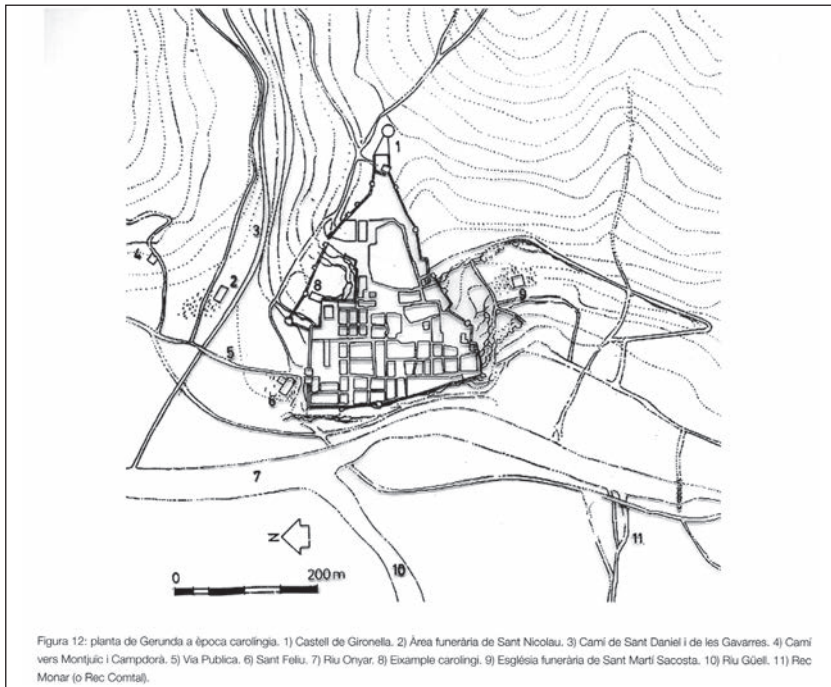 1
2
3
4
5
6
7
8
9
10
11
N
0 200 m
Figura 12: planta de Gerunda a època carolíngia. 1) Castell de Gironella. 2) Àrea funerària de Sant Nicolau. 3) Camí de Sant Daniel i de les Gavarres. 4) Camí
vers Montjuïc i Campdorà. 5) Via Publica. 6) Sant Feliu. 7) Riu Onyar. 8) Eixample carolingi. 9) Església funerària de Sant Martí Sacosta. 10) Riu Güell. 11) Rec
Monar (o Rec Comtal).